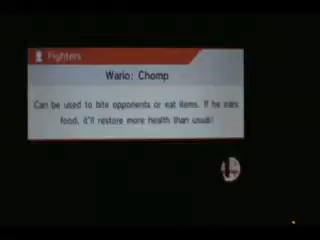 Fighters
Wario: Chomp
Can be used to bite opponents or eat items. If he eats
food, it'll restore more health than usual!